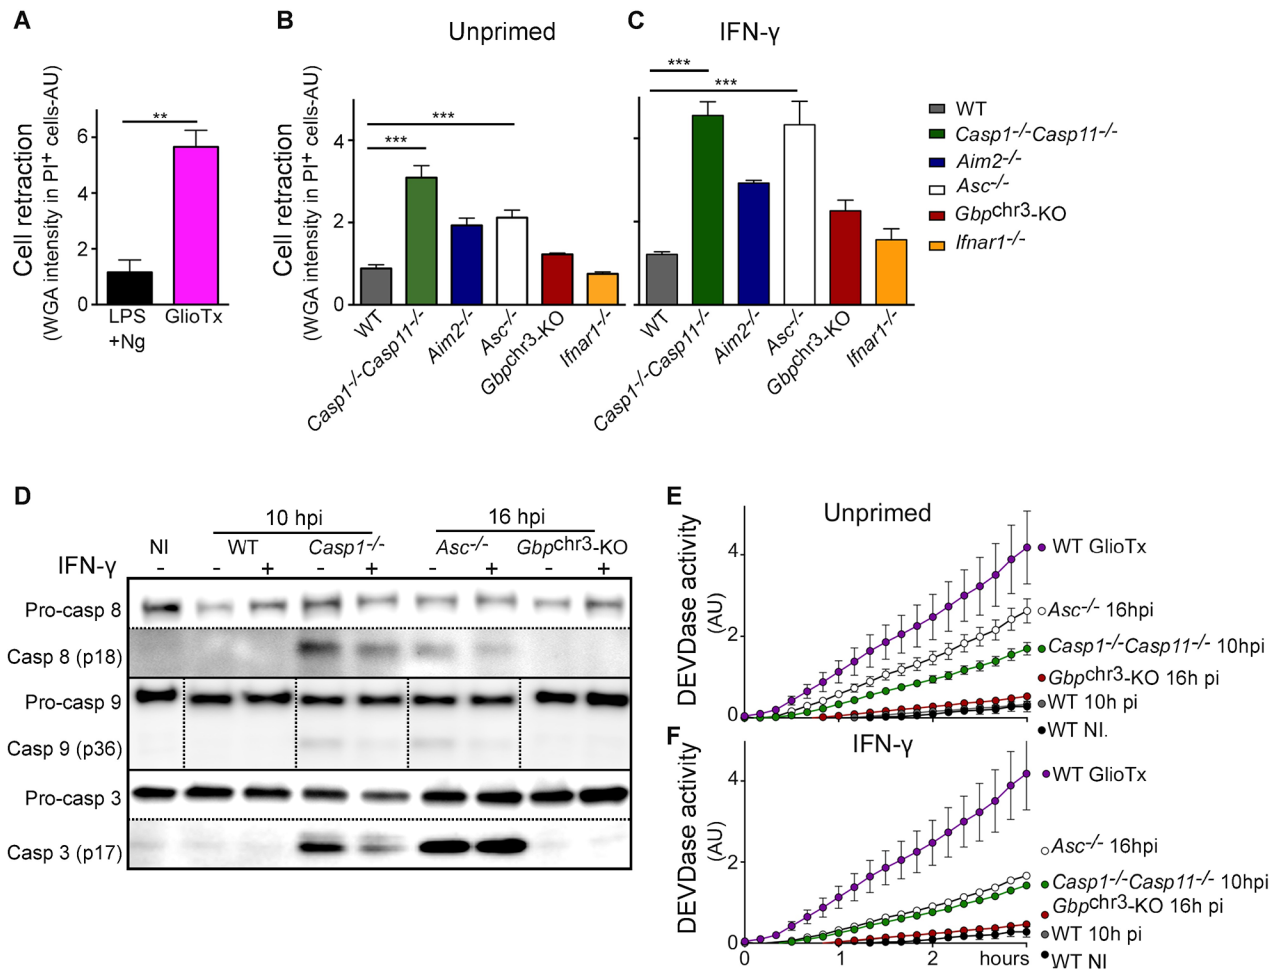 A
B
Unprimed
C
IFN-γ
Cell retraction
(WGA intensity in PI+ cells-AU)
6
4
2
0
**
LPS
+Ng
GlioTx
Cell retraction
(WGA intensity in PI+ cells-AU)
4
2
0
***
***
WT
Casp1-/-Casp11-/-
Aim2-/-
Asc-/-
Gbpchr3-KO
Ifnar1-/-
***
***
WT
Casp1-/-Casp11-/-
Aim2-/-
Asc-/-
Gbpchr3-KO
Ifnar1-/-
WT
Casp1-/-Casp11-/-
Aim2-/-
Asc-/-
Gbpchr3-KO
Ifnar1-/-
D
10 hpi
16 hpi
NI
WT
Casp1-/-
Asc-/-
Gbpchr3-KO
IFN-γ
- - + - + - + - +
Pro-casp 8
Casp 8 (p18)
Pro-casp 9
Casp 9 (p36)
Pro-casp 3
Casp 3 (p17)
E
Unprimed
DEVDase activity
(AU)
4
2
0
WT GlioTx
Asc-/- 16hpi
Casp1-/-Casp11-/- 10hpi
Gbpchr3-KO 16h pi
WT 10h pi
WT NI.
F
IFN-γ
DEVDase activity
(AU)
4
2
0
0
1
2
hours
WT GlioTx
Asc-/- 16hpi
Casp1-/-Casp11-/- 10hpi
Gbpchr3-KO 16h pi
WT 10h pi
WT NI